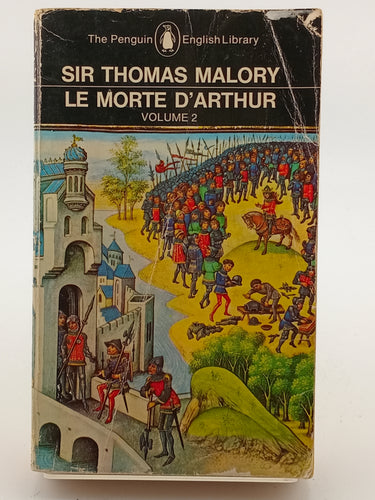 The Penguin English Library
SIR THOMAS MALORY
LE MORTE D'ARTHUR
VOLUME 2